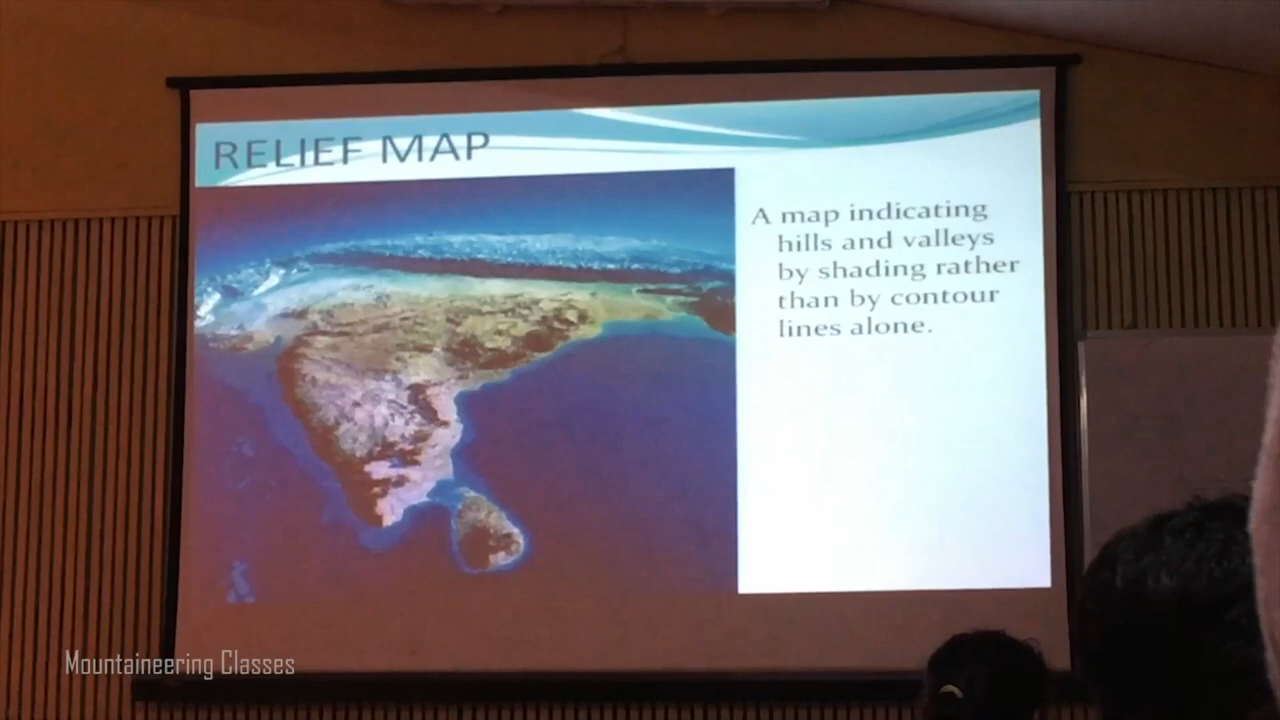 RELIEF MAP
A map indicating
hills and valleys
by shading rather
than by contour
lines alone.
Mountaineering Classes